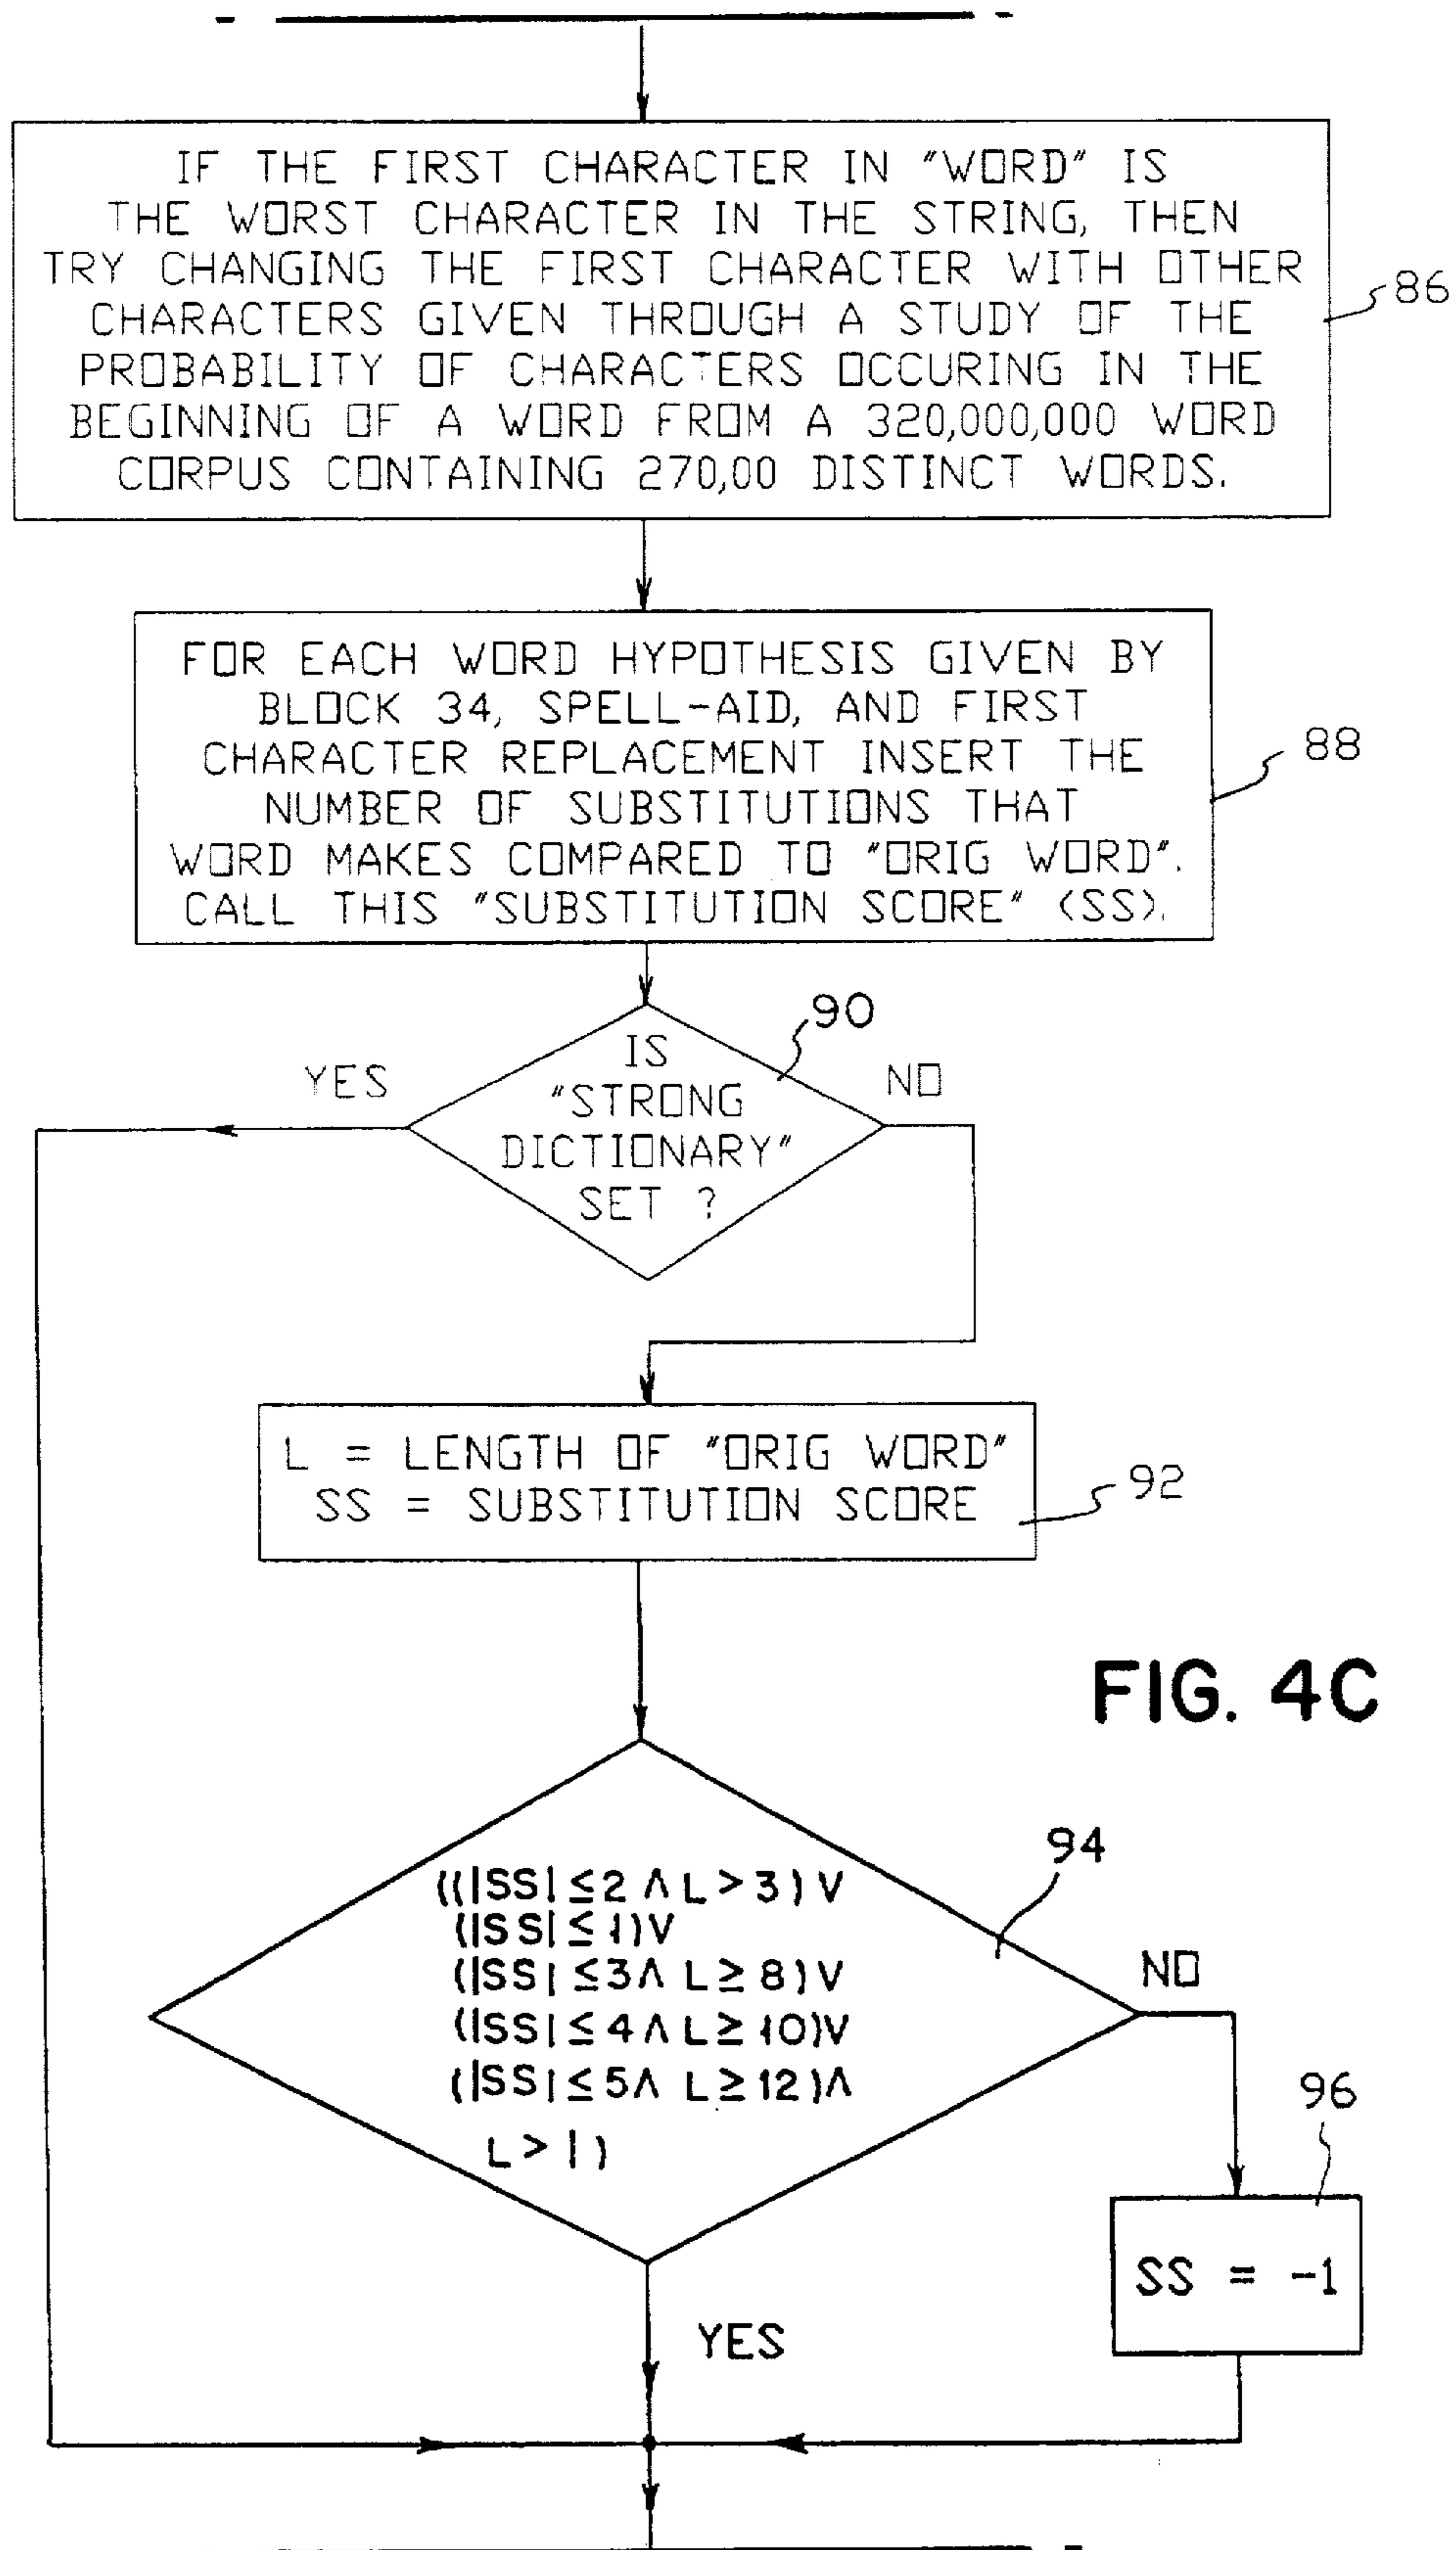 IF THE FIRST CHARACTER IN "WORD" IS
THE WORST CHARACTER IN THE STRING, THEN
TRY CHANGING THE FIRST CHARACTER WITH OTHER
CHARACTERS GIVEN THROUGH A STUDY OF THE
PROBABILITY OF CHARACTERS OCCURING IN THE
BEGINNING OF A WORD FROM A 320,000,000 WORD
CORPUS CONTAINING 270,00 DISTINCT WORDS.
86
FOR EACH WORD HYPOTHESIS GIVEN BY
BLOCK 34, SPELL-AID, AND FIRST
CHARACTER REPLACEMENT INSERT THE
NUMBER OF SUBSTITUTIONS THAT
WORD MAKES COMPARED TO "ORIG WORD".
CALL THIS "SUBSTITUTION SCORE" (SS).
88
90
YES
IS
"STRONG
DICTIONARY"
SET ?
NO
L = LENGTH OF "ORIG WORD"
SS = SUBSTITUTION SCORE
92
FIG. 4C
94
((|SS| ≤ 2 Λ L > 3) V
(|SS| ≤ 1) V
(|SS| ≤ 3 Λ L ≥ 8) V
(|SS| ≤ 4 Λ L ≥ 10) V
(|SS| ≤ 5 Λ L ≥ 12) Λ
L > 1)
NO
96
SS = -1
YES